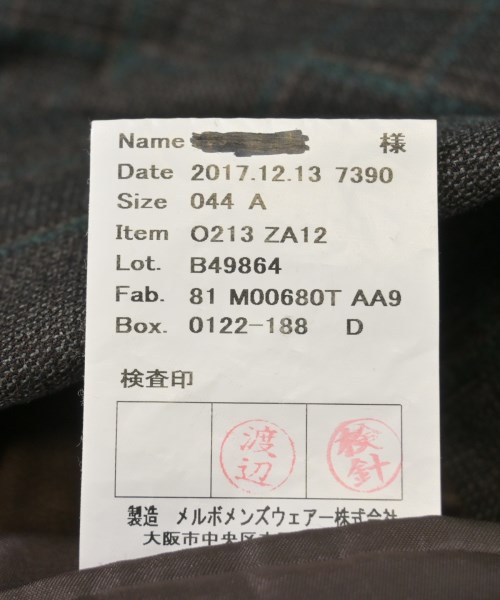 Name 様
Date 2017.12.13 7390
Size 044 A
Item O213 ZA12
Lot. B49864
Fab. 81 M00680T AA9
Box. 0122-188 D
検査印
渡辺
検針
製造 メルボメンズウェアー株式会社
大阪市中央区